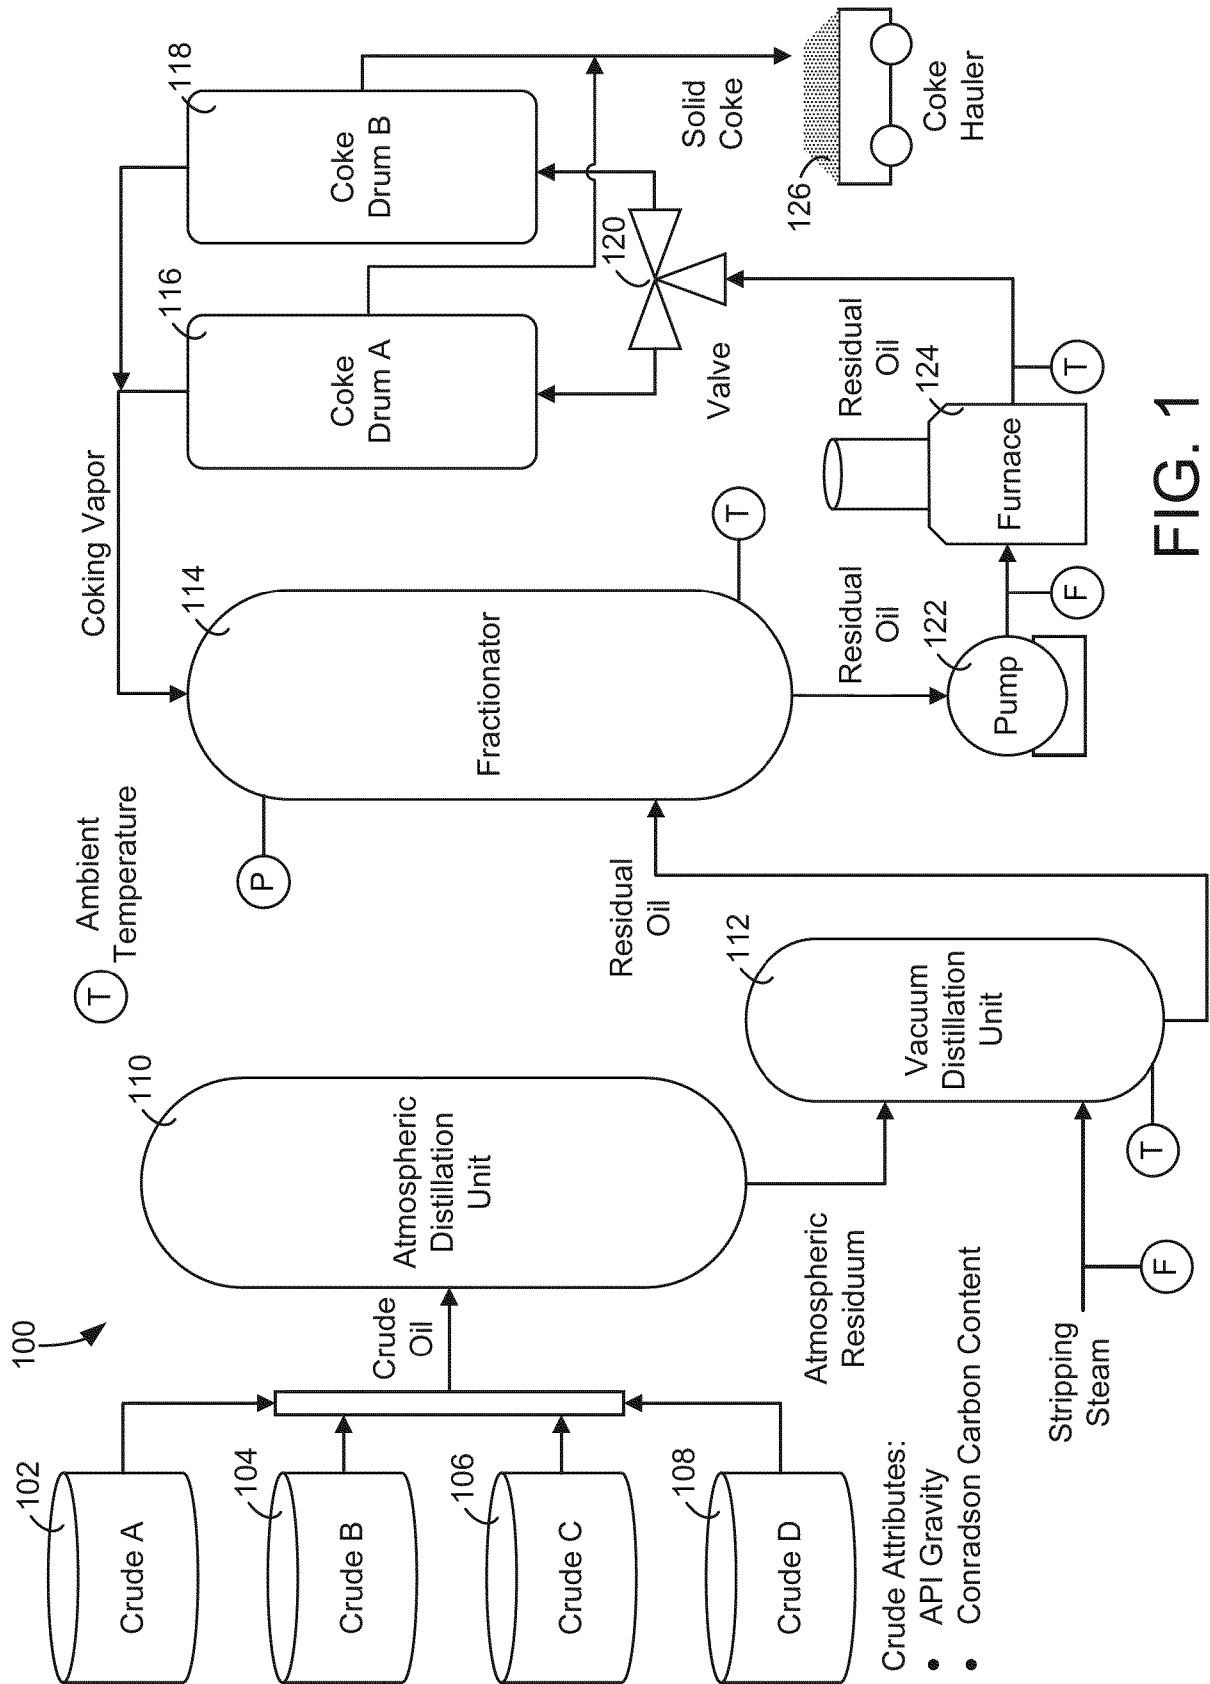 100
102
Crude A
104
Crude B
106
Crude C
108
Crude D
Crude Attributes:
• API Gravity
• Conradson Carbon Content
Crude
Oil
110
Atmospheric
Distillation
Unit
Atmospheric
Residuum
Stripping
Steam
F
T
112
Vacuum
Distillation
Unit
T
Ambient
Temperature
P
Residual
Oil
114
Fractionator
T
Coking Vapor
Residual
Oil
122
Pump
F
Furnace
124
Residual
Oil
T
116
Coke
Drum A
118
Coke
Drum B
Valve
120
Solid
Coke
126
Coke
Hauler
FIG. 1